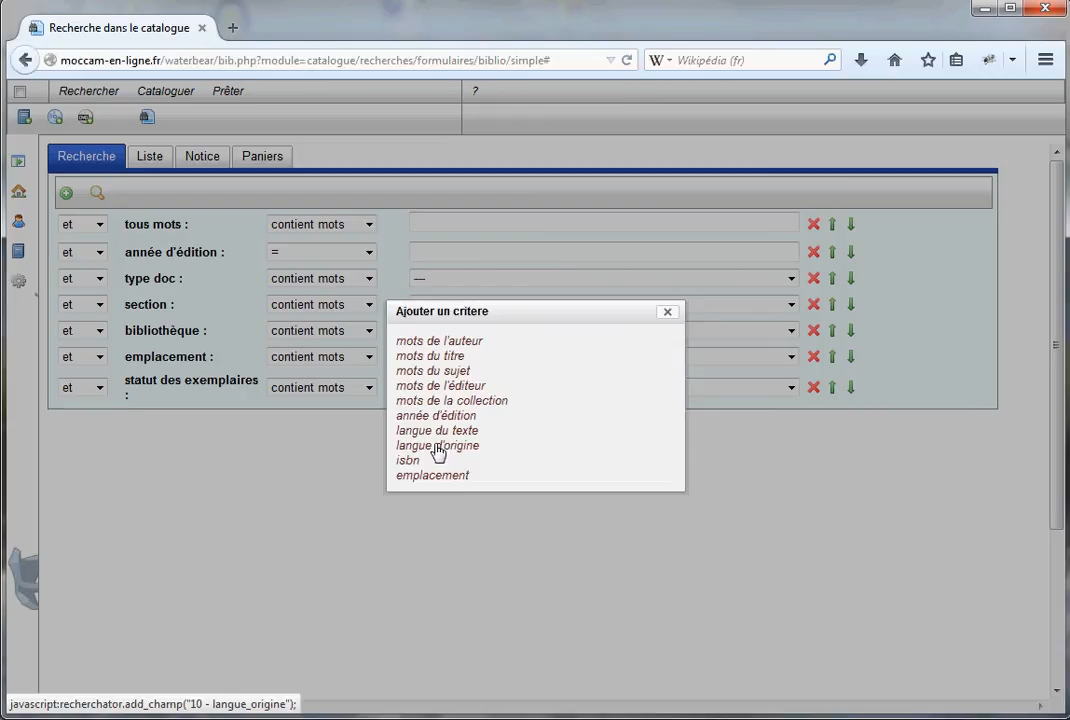 Recherche dans le catalogue
moccam-en-ligne.fr/waterbear/bib.php?module=catalogue/recherches/formulaires/biblio/simple#
W Wikipédia (fr)
Rechercher Cataloguer Prêter ?
Recherche Liste Notice Paniers
et tous mots : contient mots
et année d'édition : =
et type doc : contient mots —
et section : contient mots
et bibliothèque : contient mots
et emplacement : contient mots
et statut des exemplaires : contient mots
Ajouter un critere
mots de l'auteur
mots du titre
mots du sujet
mots de l'éditeur
mots de la collection
année d'édition
langue du texte
langue d'origine
isbn
emplacement
javascript:recherchator.add_champ("10 - langue_origine");